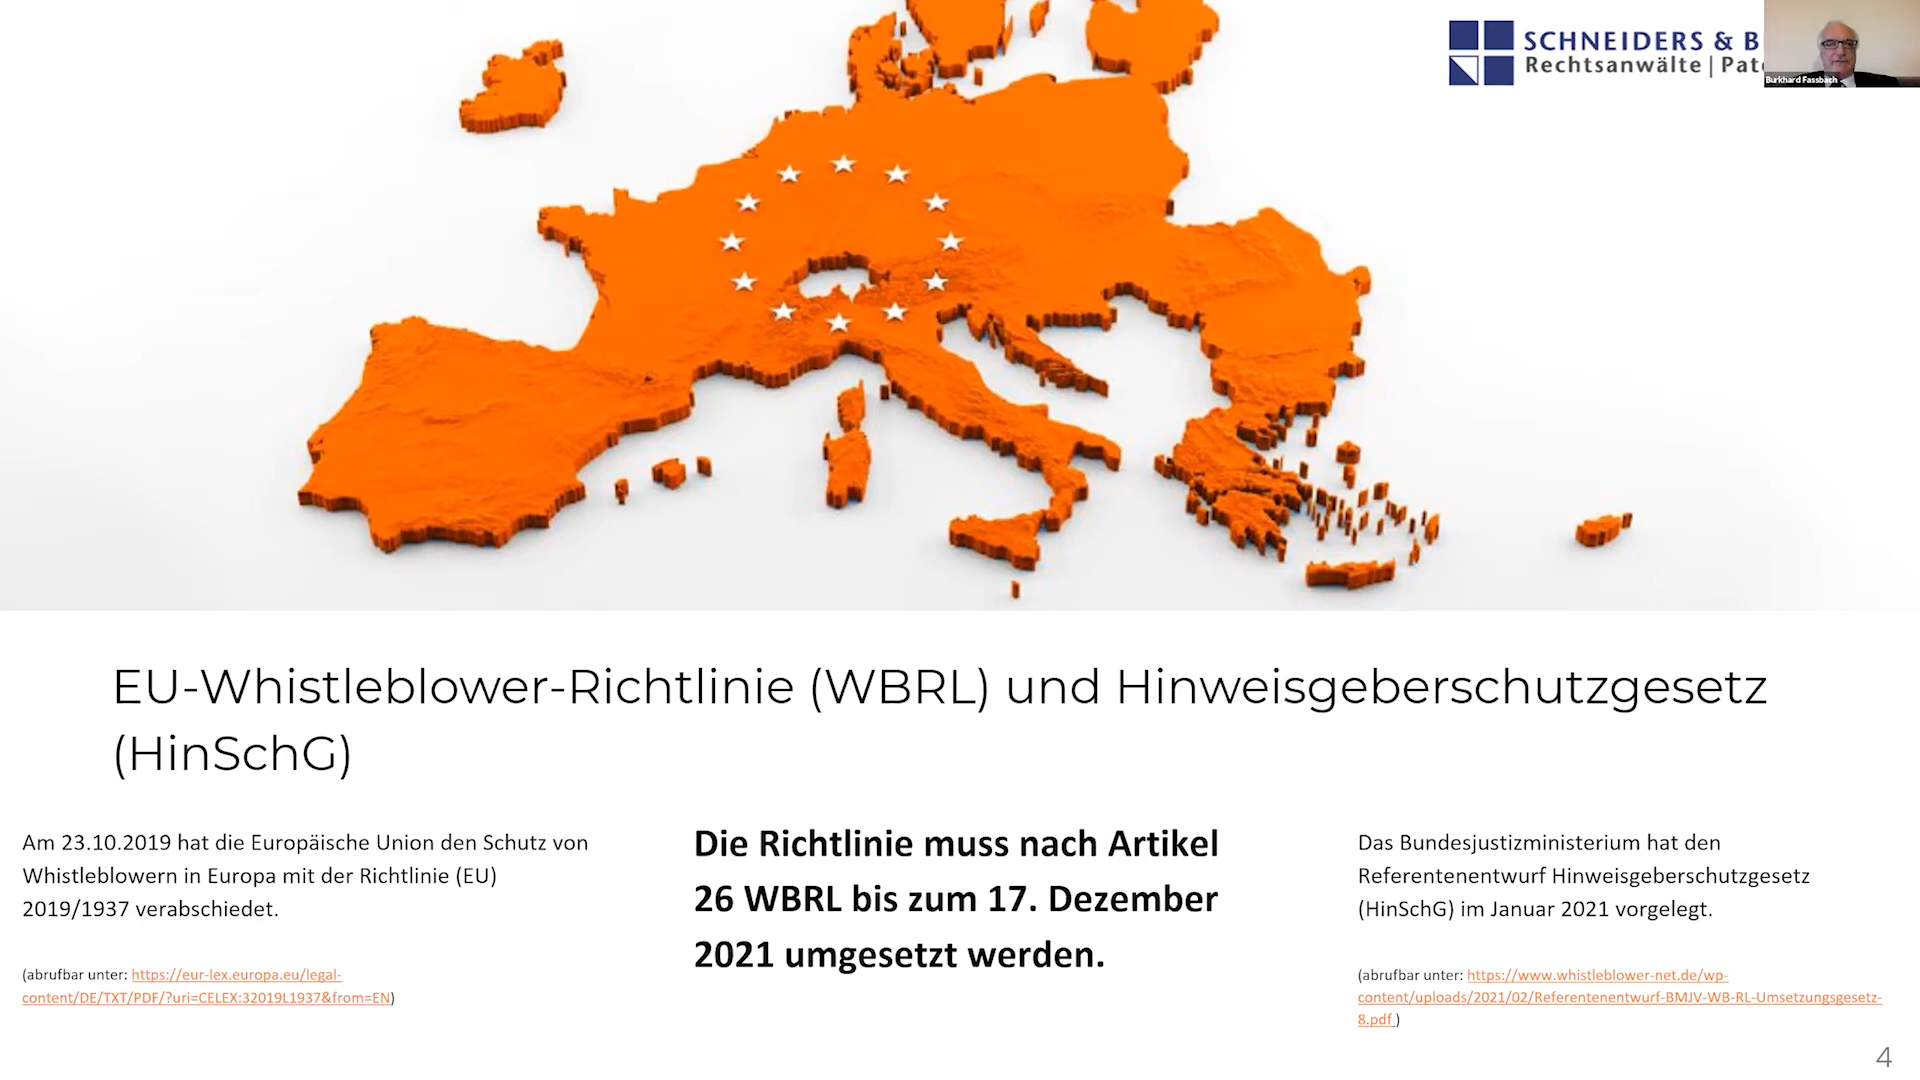 SCHNEIDERS & B
Rechtsanwälte | Pat
Burkhard Fassbach
EU-Whistleblower-Richtlinie (WBRL) und Hinweisgeberschutzgesetz
(HinSchG)
Am 23.10.2019 hat die Europäische Union den Schutz von
Whistleblowern in Europa mit der Richtlinie (EU)
2019/1937 verabschiedet.
(abrufbar unter: https://eur-lex.europa.eu/legal-
content/DE/TXT/PDF/?uri=CELEX:32019L1937&from=EN)
Die Richtlinie muss nach Artikel
26 WBRL bis zum 17. Dezember
2021 umgesetzt werden.
Das Bundesjustizministerium hat den
Referentenentwurf Hinweisgeberschutzgesetz
(HinSchG) im Januar 2021 vorgelegt.
(abrufbar unter: https://www.whistleblower-net.de/wp-
content/uploads/2021/02/Referentenentwurf-BMJV-WB-RL-Umsetzungsgesetz-
8.pdf )
4